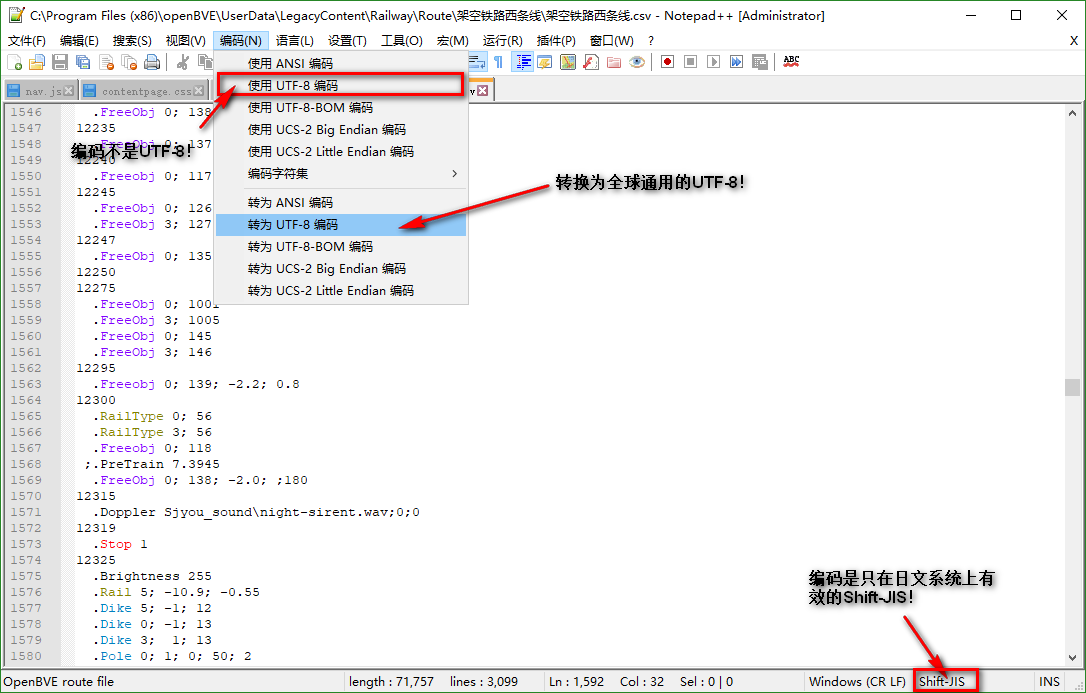 C:\Program Files (x86)\openBVE\UserData\LegacyContent\Railway\Route\架空铁路西条线\架空铁路西条线.csv - Notepad++ [Administrator]
文件(F) 编辑(E) 搜索(S) 视图(V) 编码(N) 语言(L) 设置(T) 工具(O) 宏(M) 运行(R) 插件(P) 窗口(W) ? X
ABC
nav.js contentpage.css v
使用 ANSI 编码
使用 UTF-8 编码
使用 UTF-8-BOM 编码
使用 UCS-2 Big Endian 编码
使用 UCS-2 Little Endian 编码
编码字符集
转为 ANSI 编码
转为 UTF-8 编码
转为 UTF-8-BOM 编码
转为 UCS-2 Big Endian 编码
转为 UCS-2 Little Endian 编码
编码不是UTF-8！
转换为全球通用的UTF-8！
1546 .FreeObj 0; 138
1547 12235
1548 .FreeObj 0; 137
1549 12240
1550 .Freeobj 0; 117
1551 12245
1552 .FreeObj 0; 126
1553 .FreeObj 3; 127
1554 12247
1555 .FreeObj 0; 135
1556 12250
1557 12275
1558 .FreeObj 0; 1001
1559 .FreeObj 3; 1005
1560 .FreeObj 0; 145
1561 .FreeObj 3; 146
1562 12295
1563 .Freeobj 0; 139; -2.2; 0.8
1564 12300
1565 .RailType 0; 56
1566 .RailType 3; 56
1567 .Freeobj 0; 118
1568 ;.PreTrain 7.3945
1569 .FreeObj 0; 138; -2.0; ;180
1570 12315
1571 .Doppler Sjyou_sound\night-sirent.wav;0;0
1572 12319
1573 .Stop 1
1574 12325
1575 .Brightness 255
1576 .Rail 5; -10.9; -0.55
1577 .Dike 5; -1; 12
1578 .Dike 0; -1; 13
1579 .Dike 3; 1; 13
1580 .Pole 0; 1; 0; 50; 2
编码是只在日文系统上有
效的Shift-JIS！
OpenBVE route file length : 71,757 lines : 3,099 Ln : 1,592 Col : 32 Sel : 0 | 0 Windows (CR LF) Shift-JIS INS